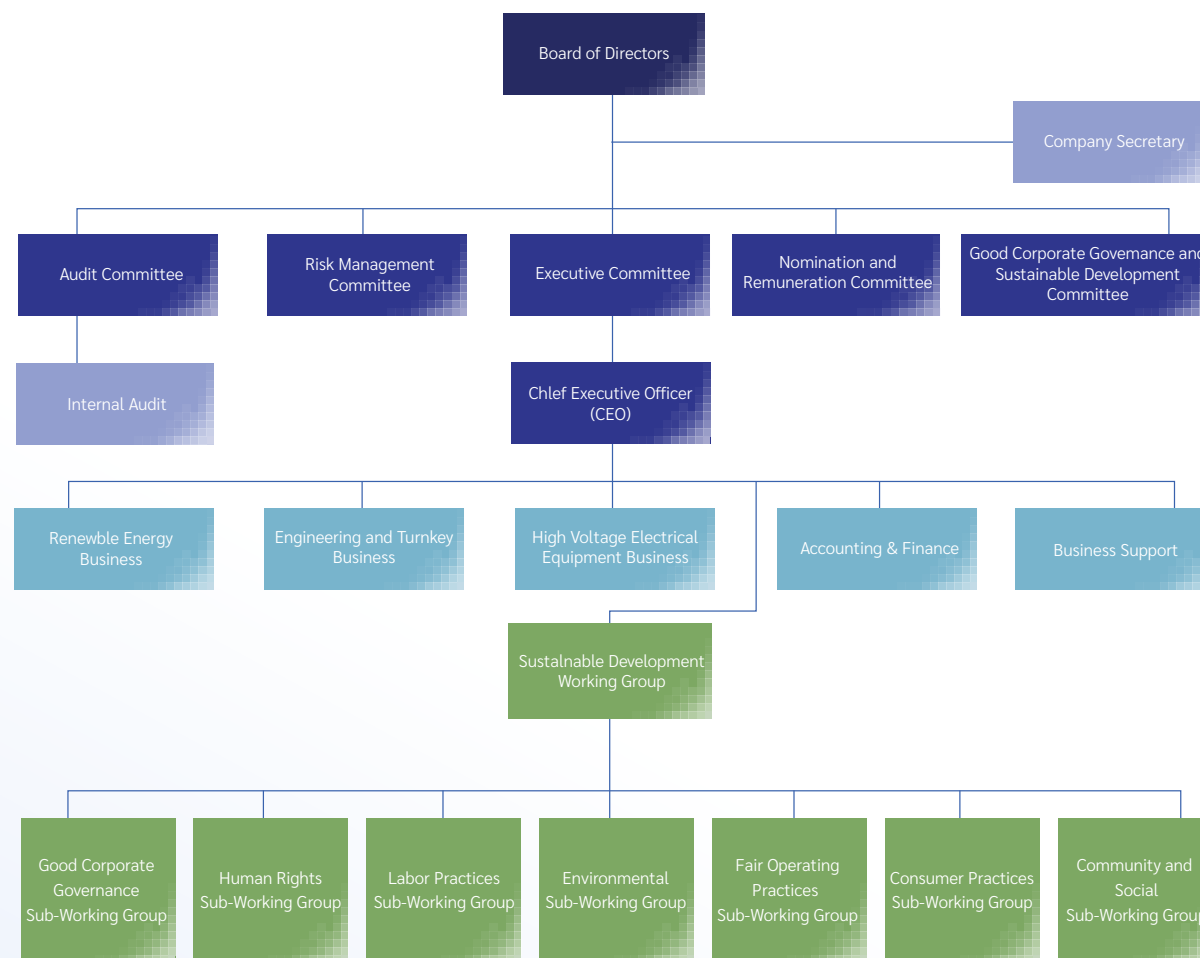 Board of Directors
Company Secretary
Audit Committee
Risk Management
Committee
Executive Committee
Nomination and
Remuneration Committee
Good Corporate Govemance and
Sustainable Development
Committee
Internal Audit
Chlef Executive Officer
(CEO)
Renewble Energy
Business
Engineering and Turnkey
Business
High Voltage Electrical
Equipment Business
Accounting & Finance
Business Support
Sustalnable Development
Working Group
Good Corporate
Governance
Sub-Working Group
Human Rights
Sub-Working Group
Labor Practices
Sub-Working Group
Environmental
Sub-Working Group
Fair Operating
Practices
Sub-Working Group
Consumer Practices
Sub-Working Group
Community and
Social
Sub-Working Group